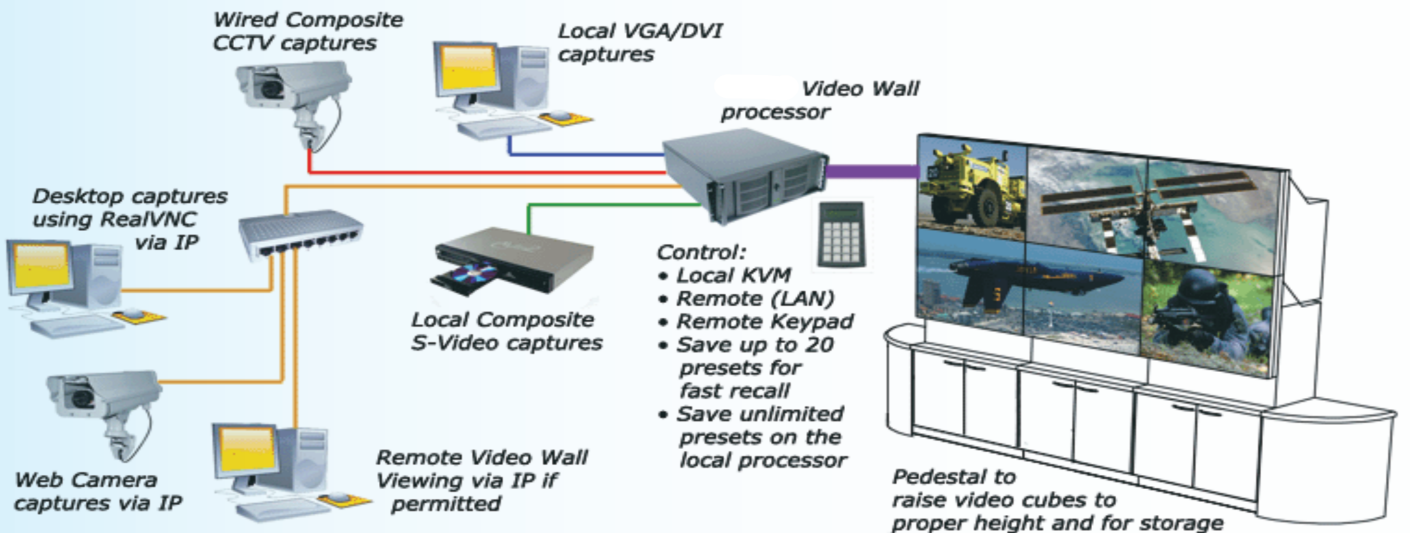 Wired Composite
CCTV captures
Local VGA/DVI
captures
Video Wall
processor
Desktop captures
using RealVNC
via IP
Local Composite
S-Video captures
Control:
• Local KVM
• Remote (LAN)
• Remote Keypad
• Save up to 20
presets for
fast recall
• Save unlimited
presets on the
local processor
Web Camera
captures via IP
Remote Video Wall
Viewing via IP if
permitted
Pedestal to
raise video cubes to
proper height and for storage